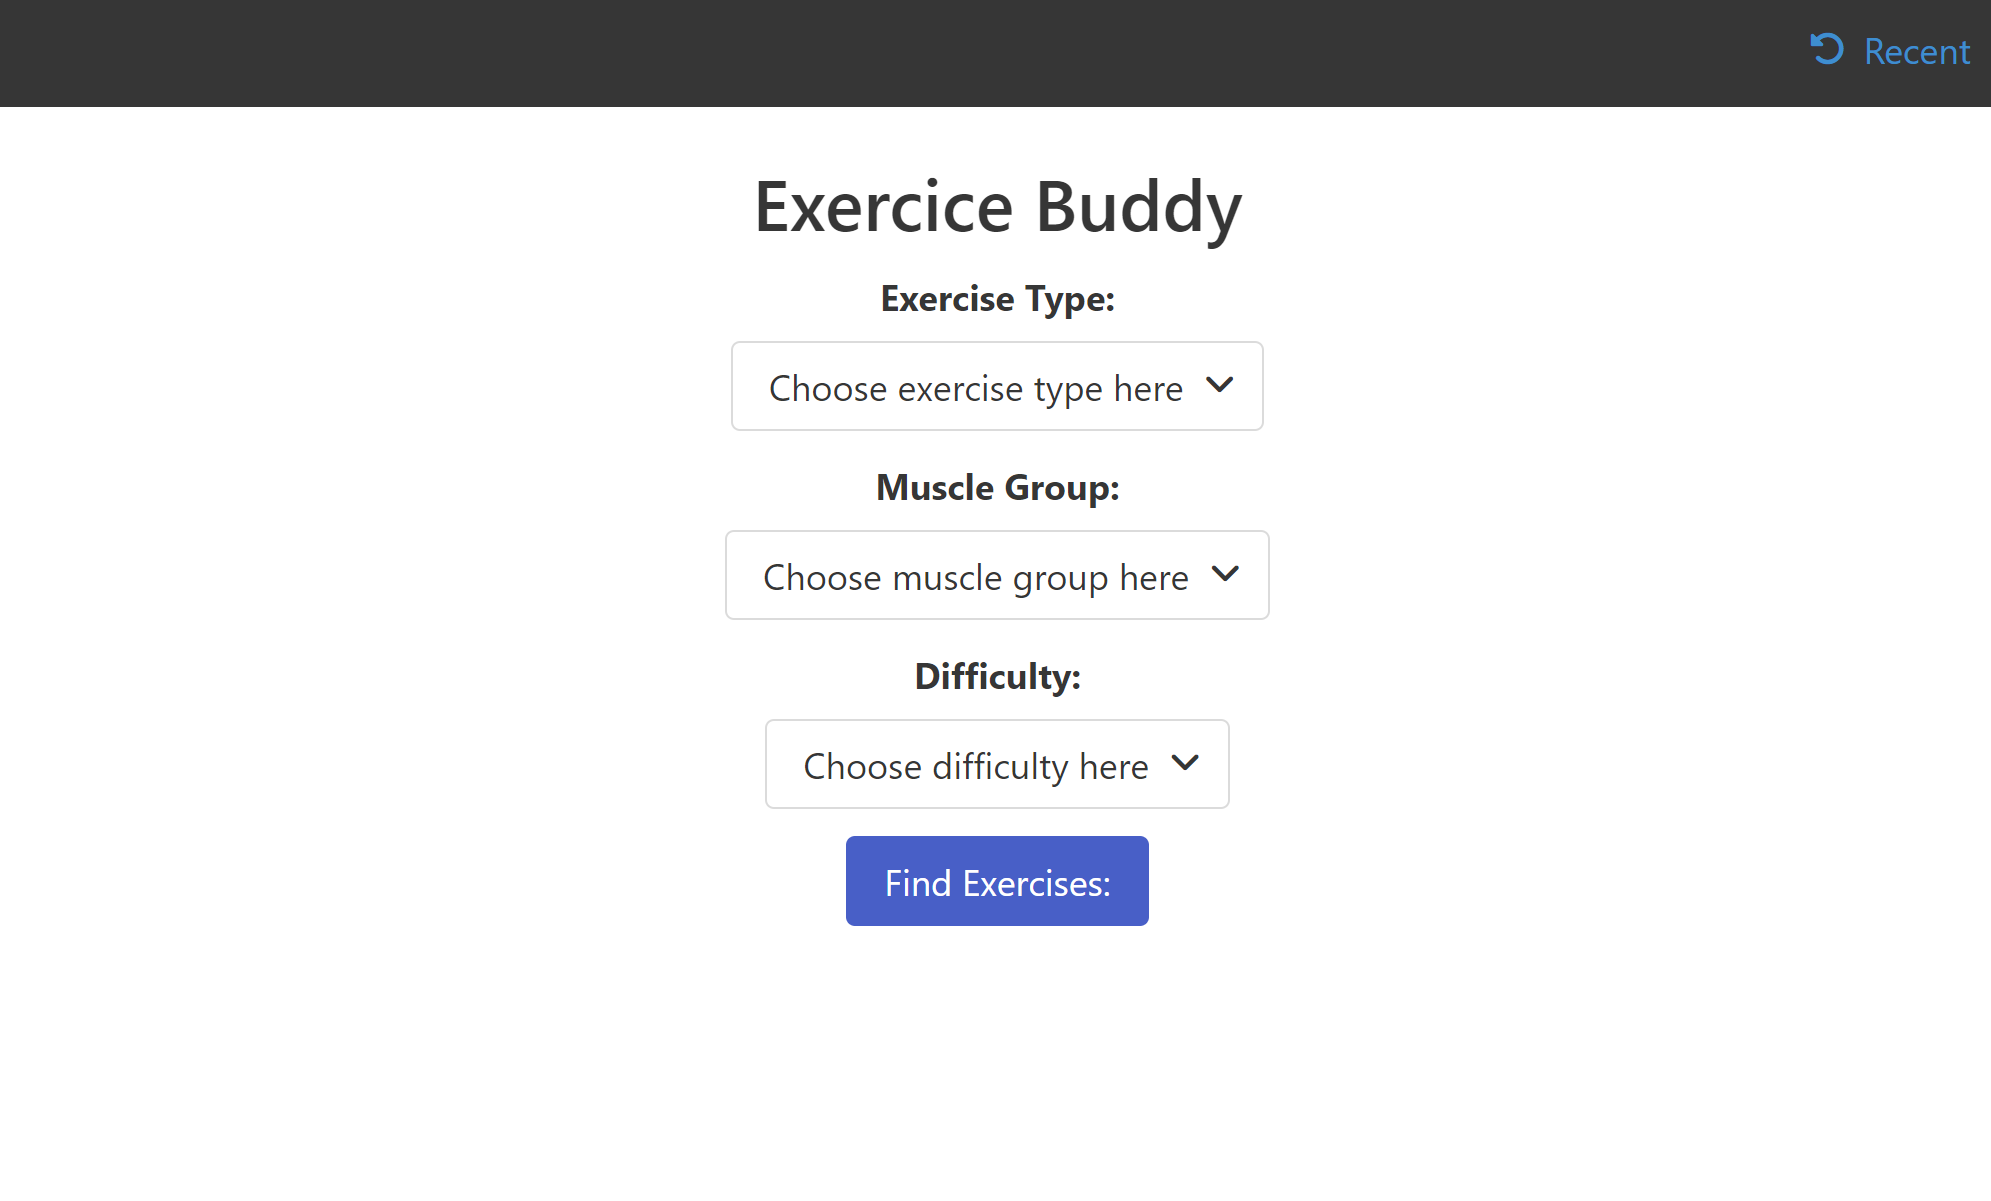 Recent
Exercice Buddy
Exercise Type:
Choose exercise type here
Muscle Group:
Choose muscle group here
Difficulty:
Choose difficulty here
Find Exercises: